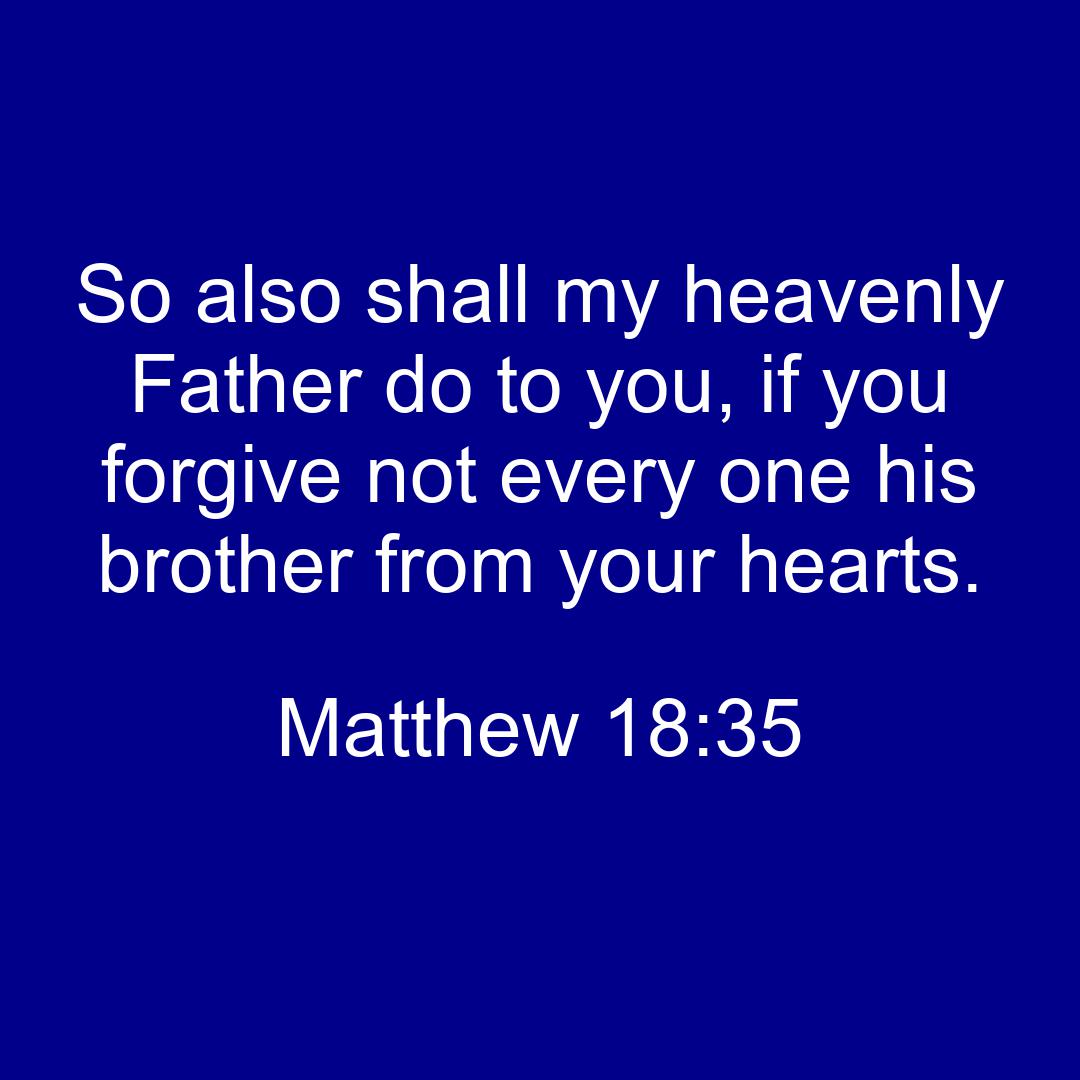 So also shall my heavenly
Father do to you, if you
forgive not every one his
brother from your hearts.
Matthew 18:35